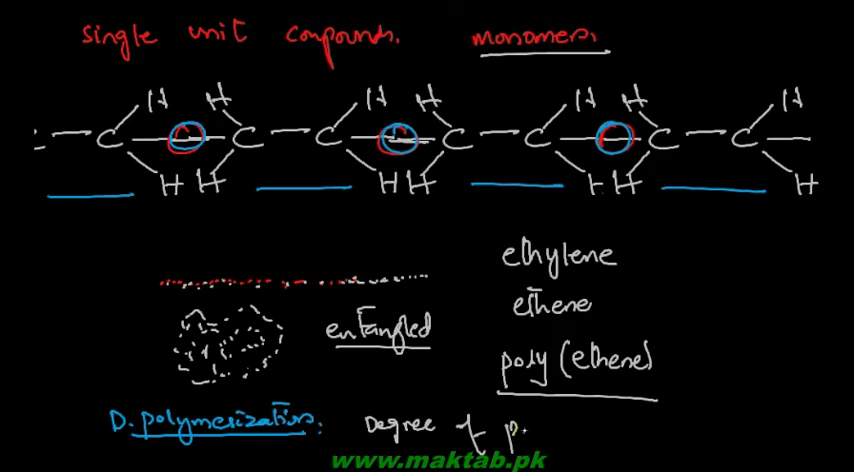 single unit compounds. monomers.
H H H H H H H
C C C C C C C C
H H H H H H H
ethylene
ethene
entangled
poly (ethene)
D. polymerization. Degree of p
www.maktab.pk